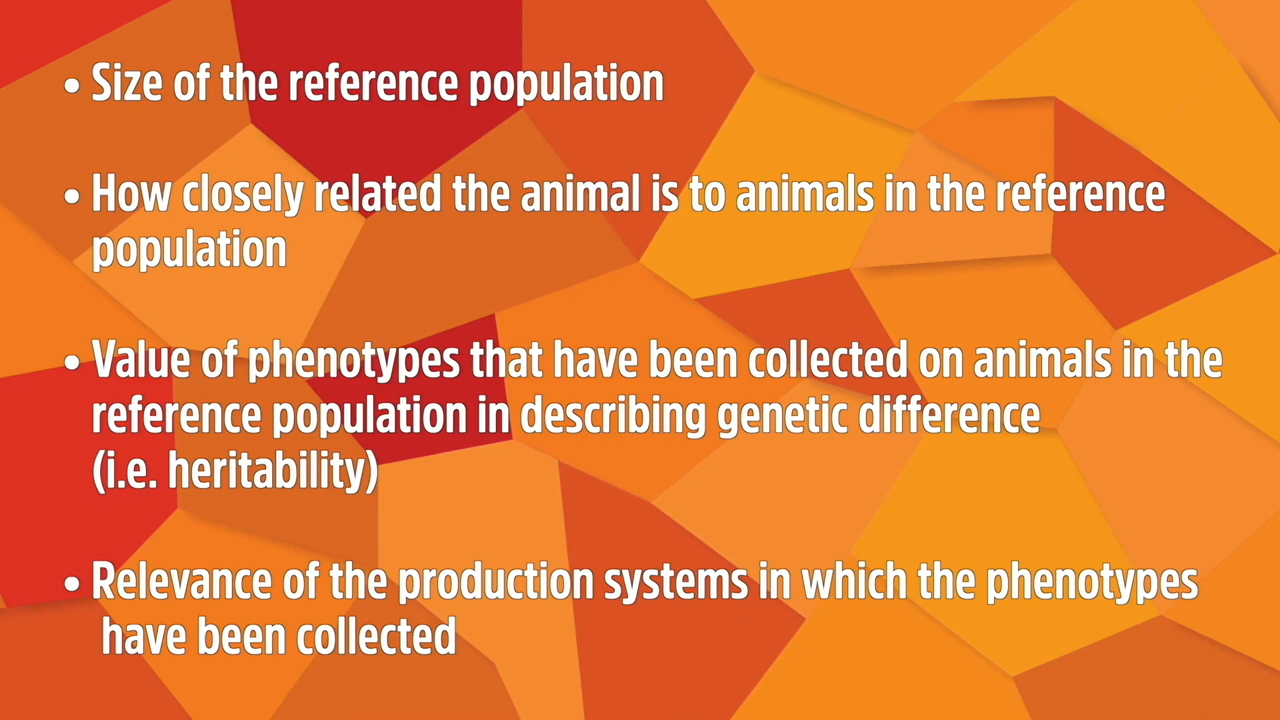 • Size of the reference population
• How closely related the animal is to animals in the reference
population
• Value of phenotypes that have been collected on animals in the
reference population in describing genetic difference
(i.e. heritability)
• Relevance of the production systems in which the phenotypes
have been collected